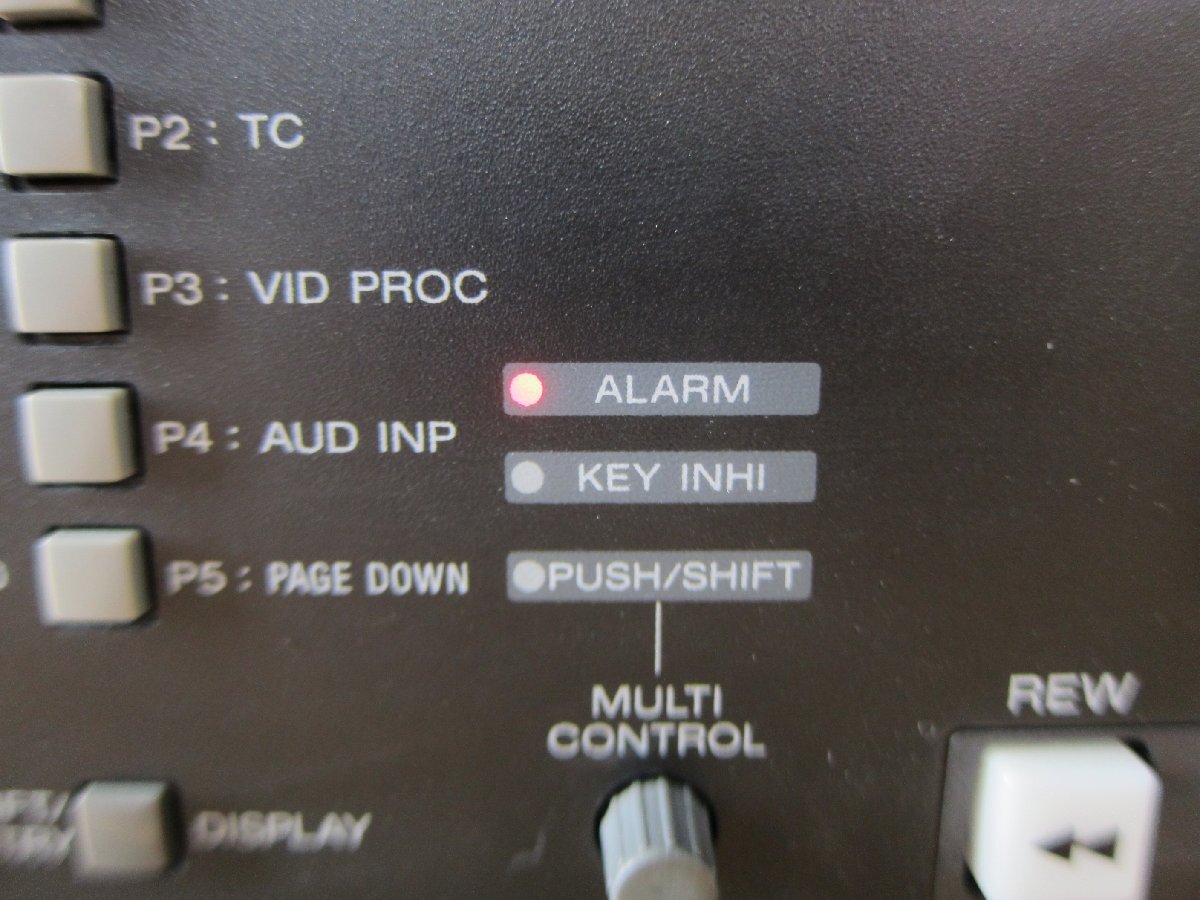 P2 : TC
P3 : VID PROC
ALARM
P4 : AUD INP
KEY INHI
P5 : PAGE DOWN
PUSH/SHIFT
MULTI
CONTROL
REW
DISPLAY